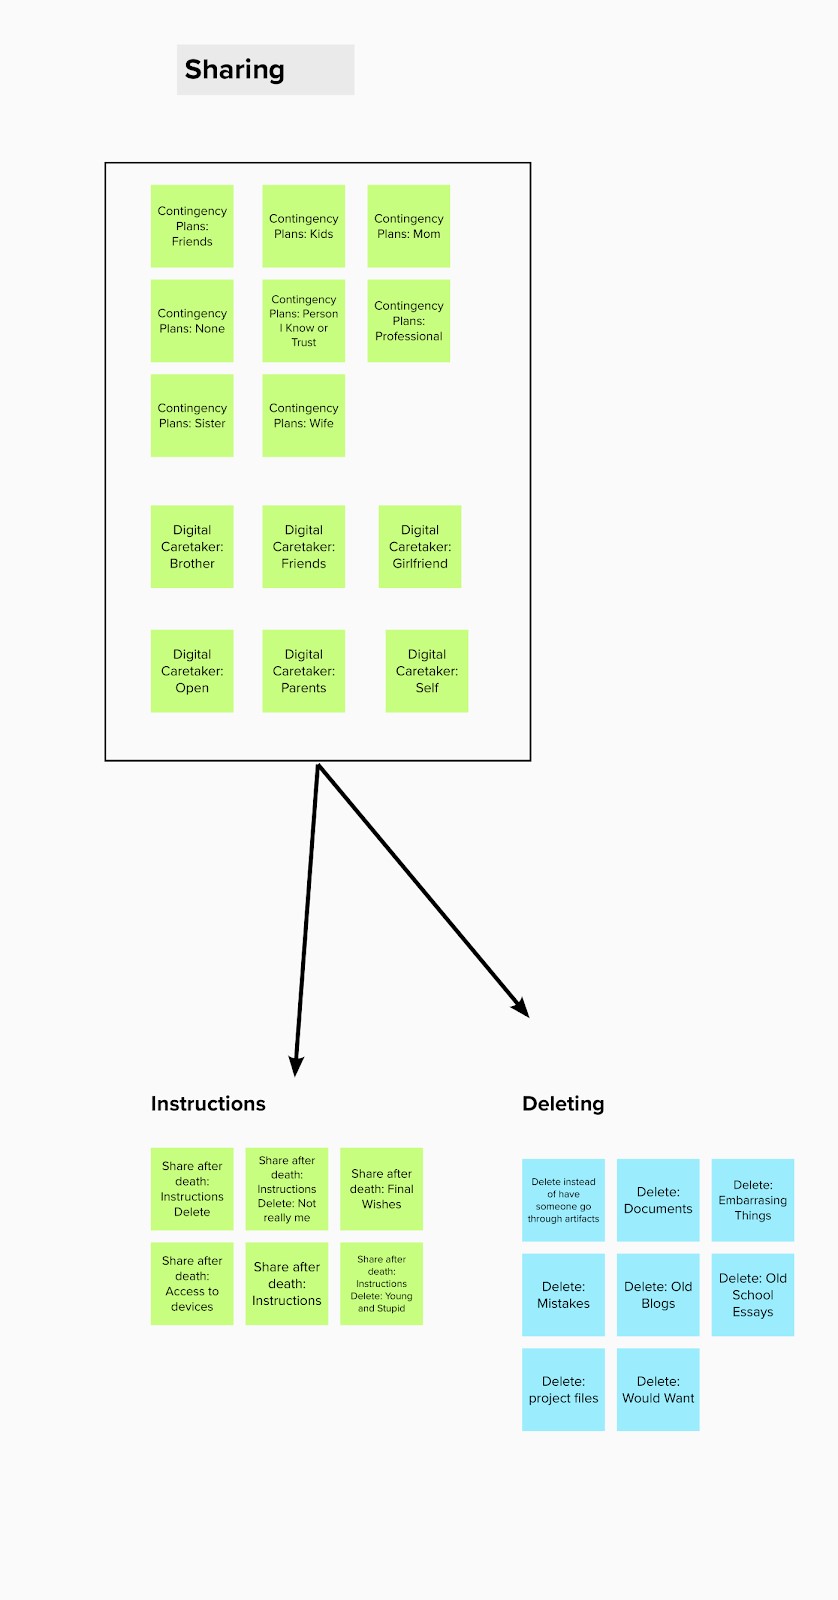 Sharing
Contingency
Plans:
Friends
Contingency
Plans: Kids
Contingency
Plans: Mom
Contingency
Plans: None
Contingency
Plans: Person
I Know or
Trust
Contingency
Plans:
Professional
Contingency
Plans: Sister
Contingency
Plans: Wife
Digital
Caretaker:
Brother
Digital
Caretaker:
Friends
Digital
Caretaker:
Girlfriend
Digital
Caretaker:
Open
Digital
Caretaker:
Parents
Digital
Caretaker:
Self
Instructions
Share after
death:
Instructions
Delete
Share after
death:
Instructions
Delete: Not
really me
Share after
death: Final
Wishes
Share after
death:
Access to
devices
Share after
death:
Instructions
Share after
death:
Instructions
Delete: Young
and Stupid
Deleting
Delete instead
of have
someone go
through artifacts
Delete:
Documents
Delete:
Embarrasing
Things
Delete:
Mistakes
Delete: Old
Blogs
Delete: Old
School
Essays
Delete:
project files
Delete:
Would Want